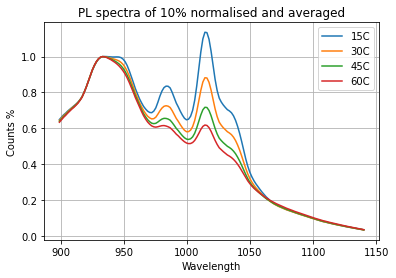 PL spectra of 10% normalised and averaged
15C
30C
45C
60C
Counts %
1.0
0.8
0.6
0.4
0.2
0.0
900 950 1000 1050 1100 1150
Wavelength